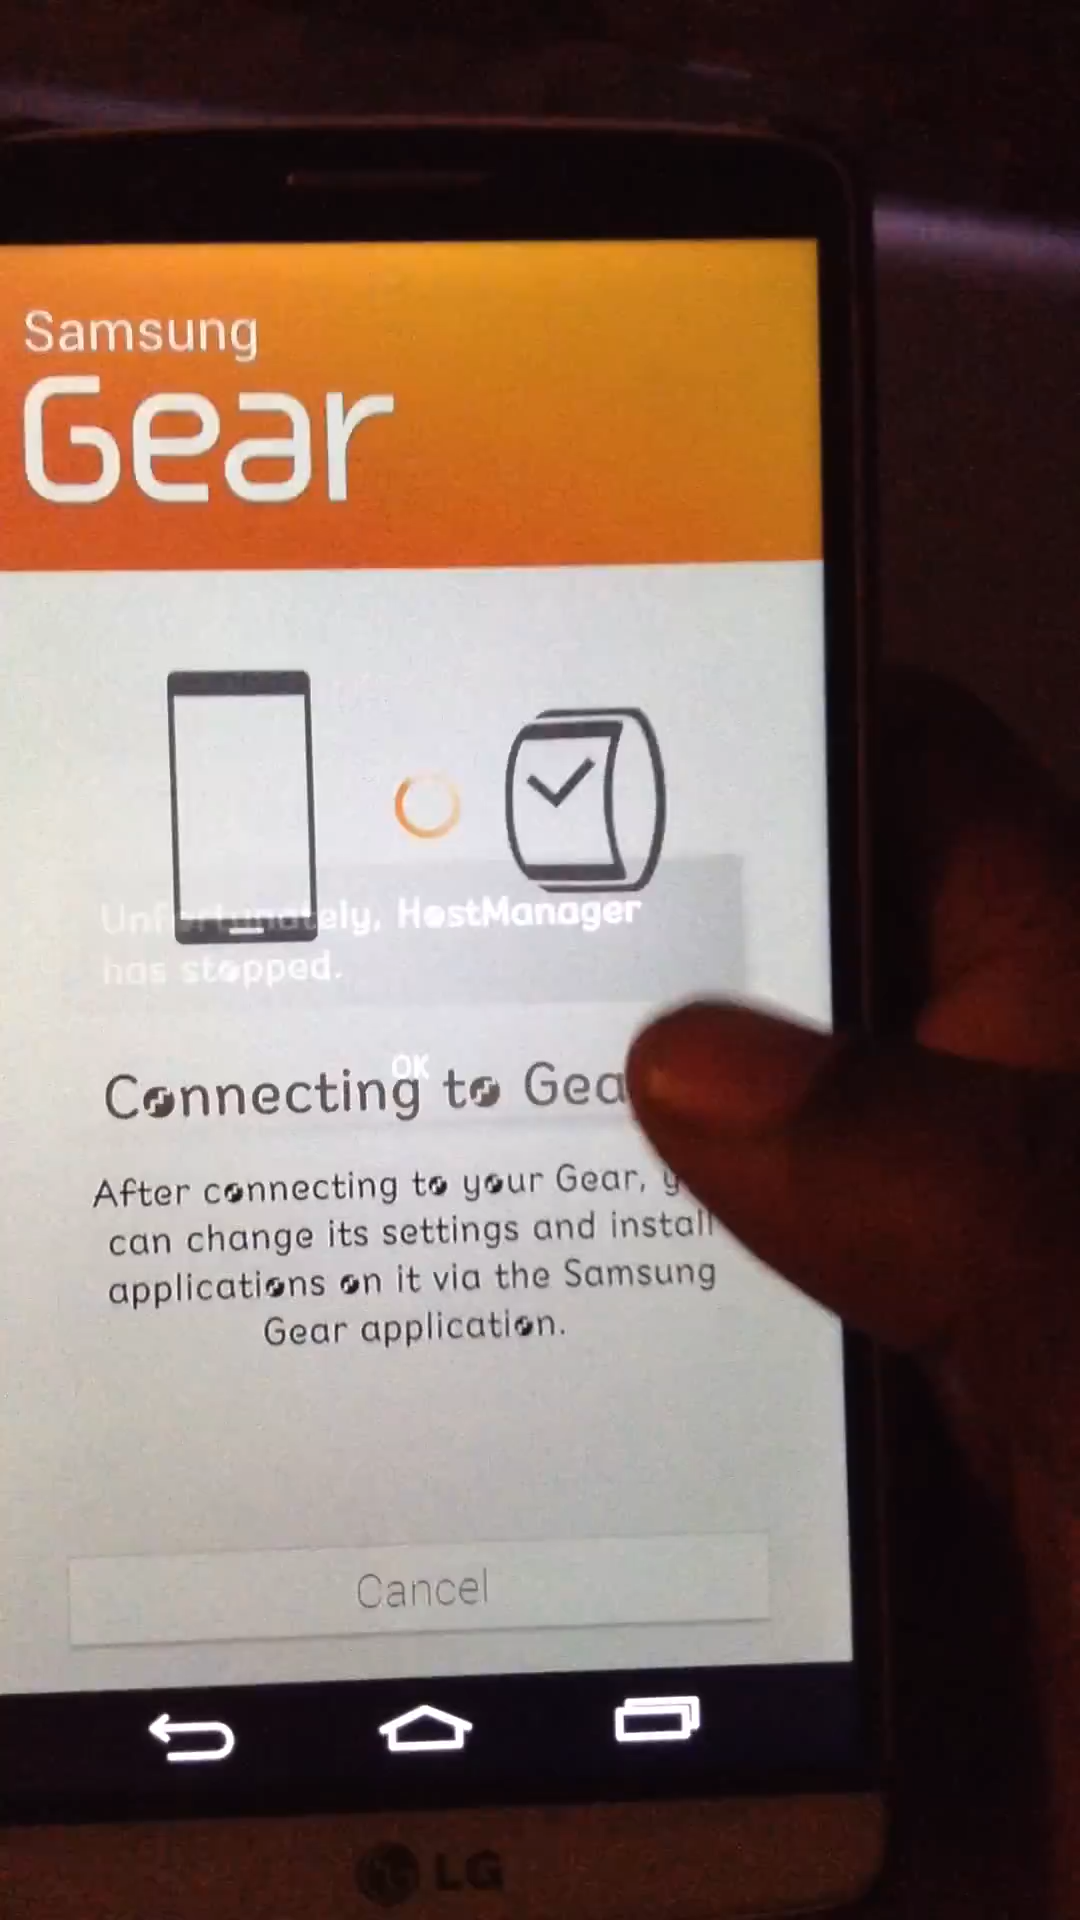 Samsung
Gear
Unfortunately, HostManager
has stopped.
OK
Connecting to Gea
After connecting to your Gear, y
can change its settings and install
applications on it via the Samsung
Gear application.
Cancel
LG